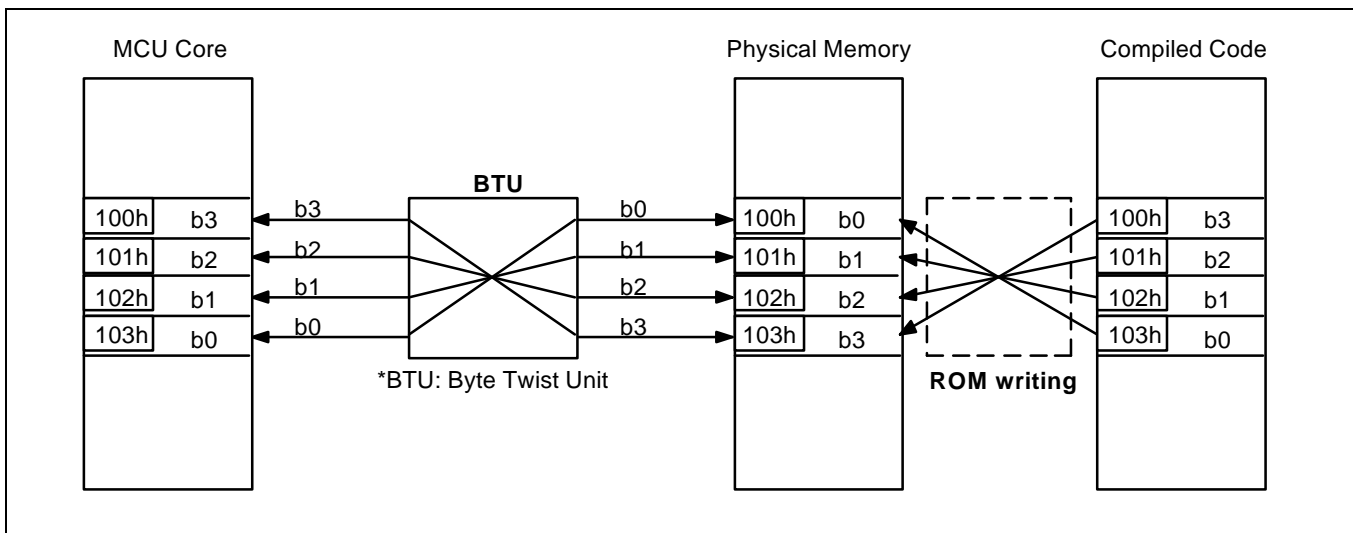 MCU Core Physical Memory Compiled Code
BTU
100h b3 b3 b0 100h b0 100h b3
101h b2 b2 b1 101h b1 101h b2
102h b1 b1 b2 102h b2 102h b1
103h b0 b0 b3 103h b3 103h b0
*BTU: Byte Twist Unit ROM writing